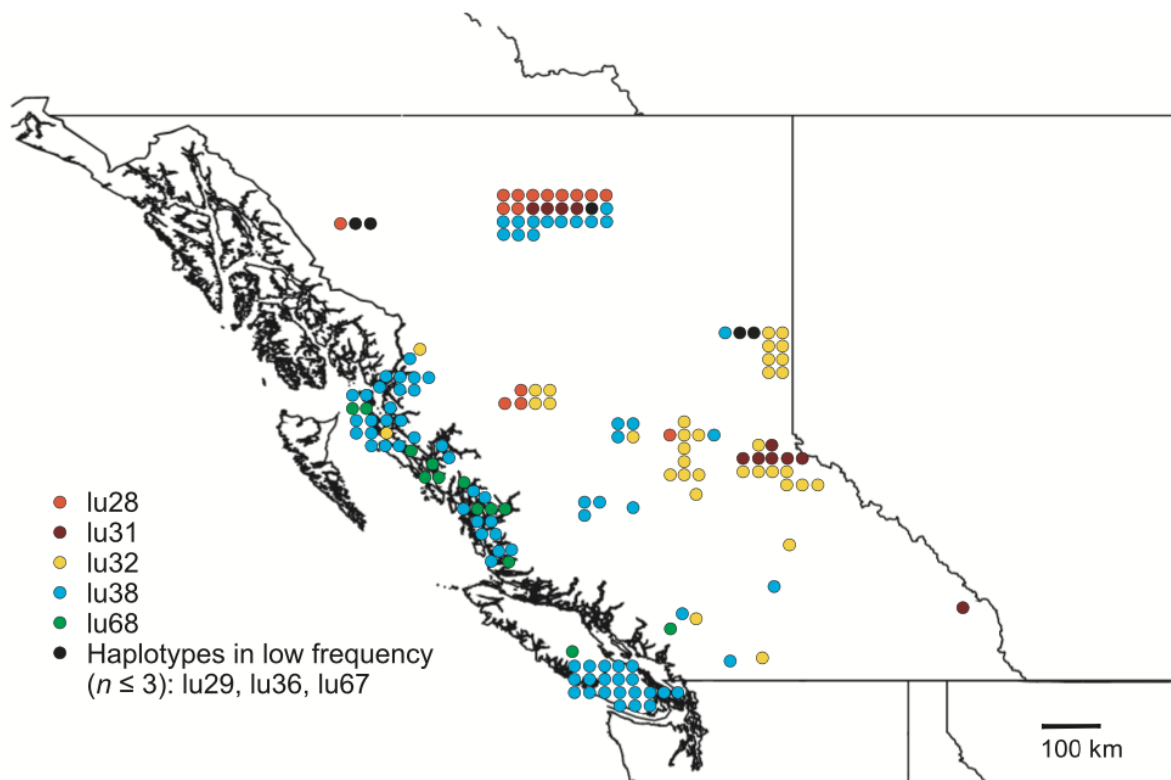 lu28
lu31
lu32
lu38
lu68
Haplotypes in low frequency
(n ≤ 3): lu29, lu36, lu67
100 km